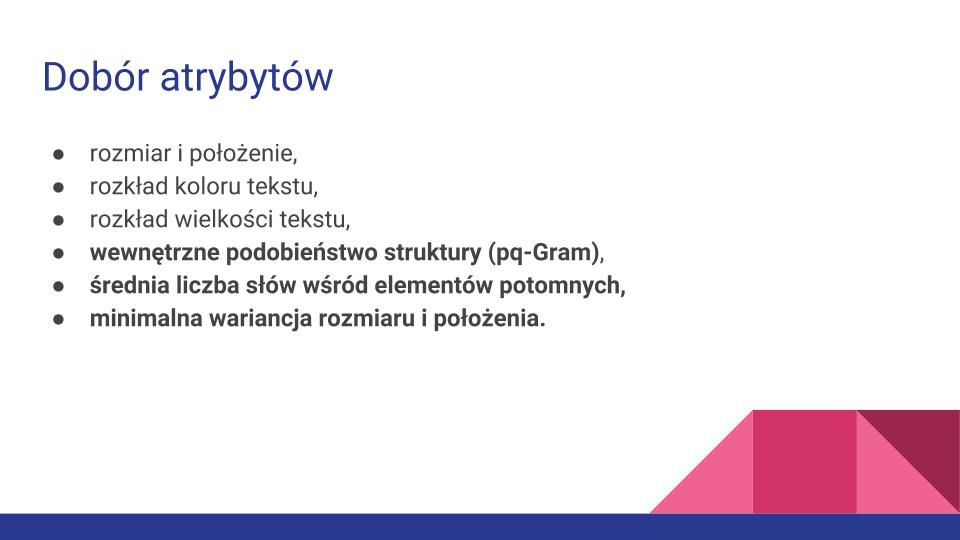 Dobór atrybytów
● rozmiar i położenie,
● rozkład koloru tekstu,
● rozkład wielkości tekstu,
● wewnętrzne podobieństwo struktury (pq-Gram),
● średnia liczba słów wśród elementów potomnych,
● minimalna wariancja rozmiaru i położenia.